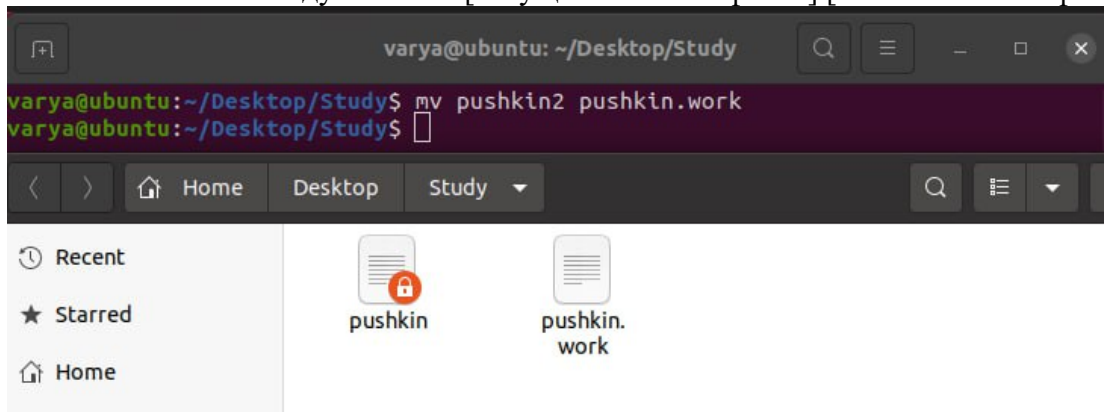 varya@ubuntu: ~/Desktop/Study
varya@ubuntu:~/Desktop/Study$ mv pushkin2 pushkin.work
varya@ubuntu:~/Desktop/Study$
Home Desktop Study
Recent
Starred
Home
pushkin
pushkin.
work